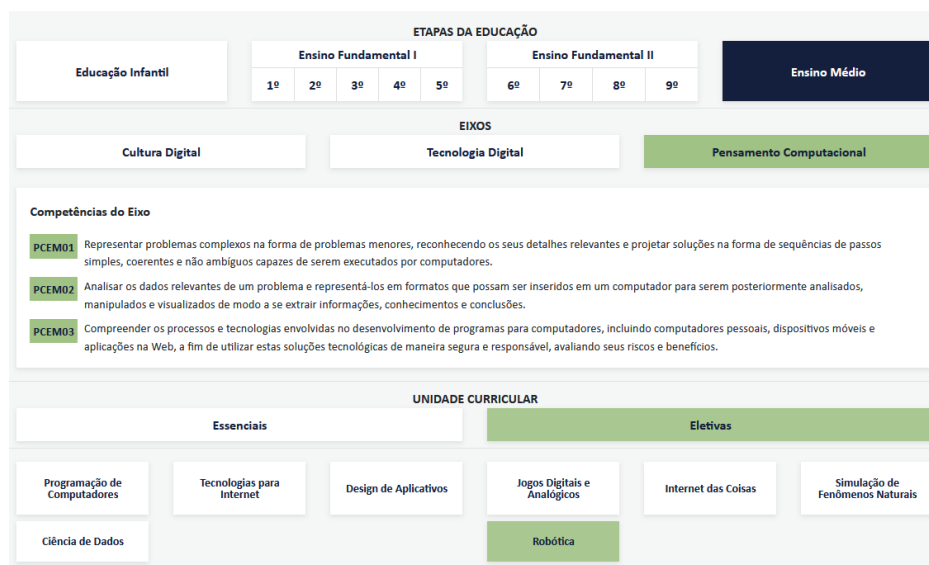 ETAPAS DA EDUCAÇÃO
Educação Infantil
Ensino Fundamental I
1º 2º 3º 4º 5º
Ensino Fundamental II
6º 7º 8º 9º
Ensino Médio
EIXOS
Cultura Digital
Tecnologia Digital
Pensamento Computacional
Competências do Eixo
PCEM01 Representar problemas complexos na forma de problemas menores, reconhecendo os seus detalhes relevantes e projetar soluções na forma de sequências de passos
simples, coerentes e não ambíguos capazes de serem executados por computadores.
PCEM02 Analisar os dados relevantes de um problema e representá-los em formatos que possam ser inseridos em um computador para serem posteriormente analisados,
manipulados e visualizados de modo a se extrair informações, conhecimentos e conclusões.
PCEM03 Compreender os processos e tecnologias envolvidas no desenvolvimento de programas para computadores, incluindo computadores pessoais, dispositivos móveis e
aplicações na Web, a fim de utilizar estas soluções tecnológicas de maneira segura e responsável, avaliando seus riscos e benefícios.
UNIDADE CURRICULAR
Essenciais
Eletivas
Programação de
Computadores
Tecnologias para
Internet
Design de Aplicativos
Jogos Digitais e
Analógicos
Internet das Coisas
Simulação de
Fenômenos Naturais
Ciência de Dados
Robótica